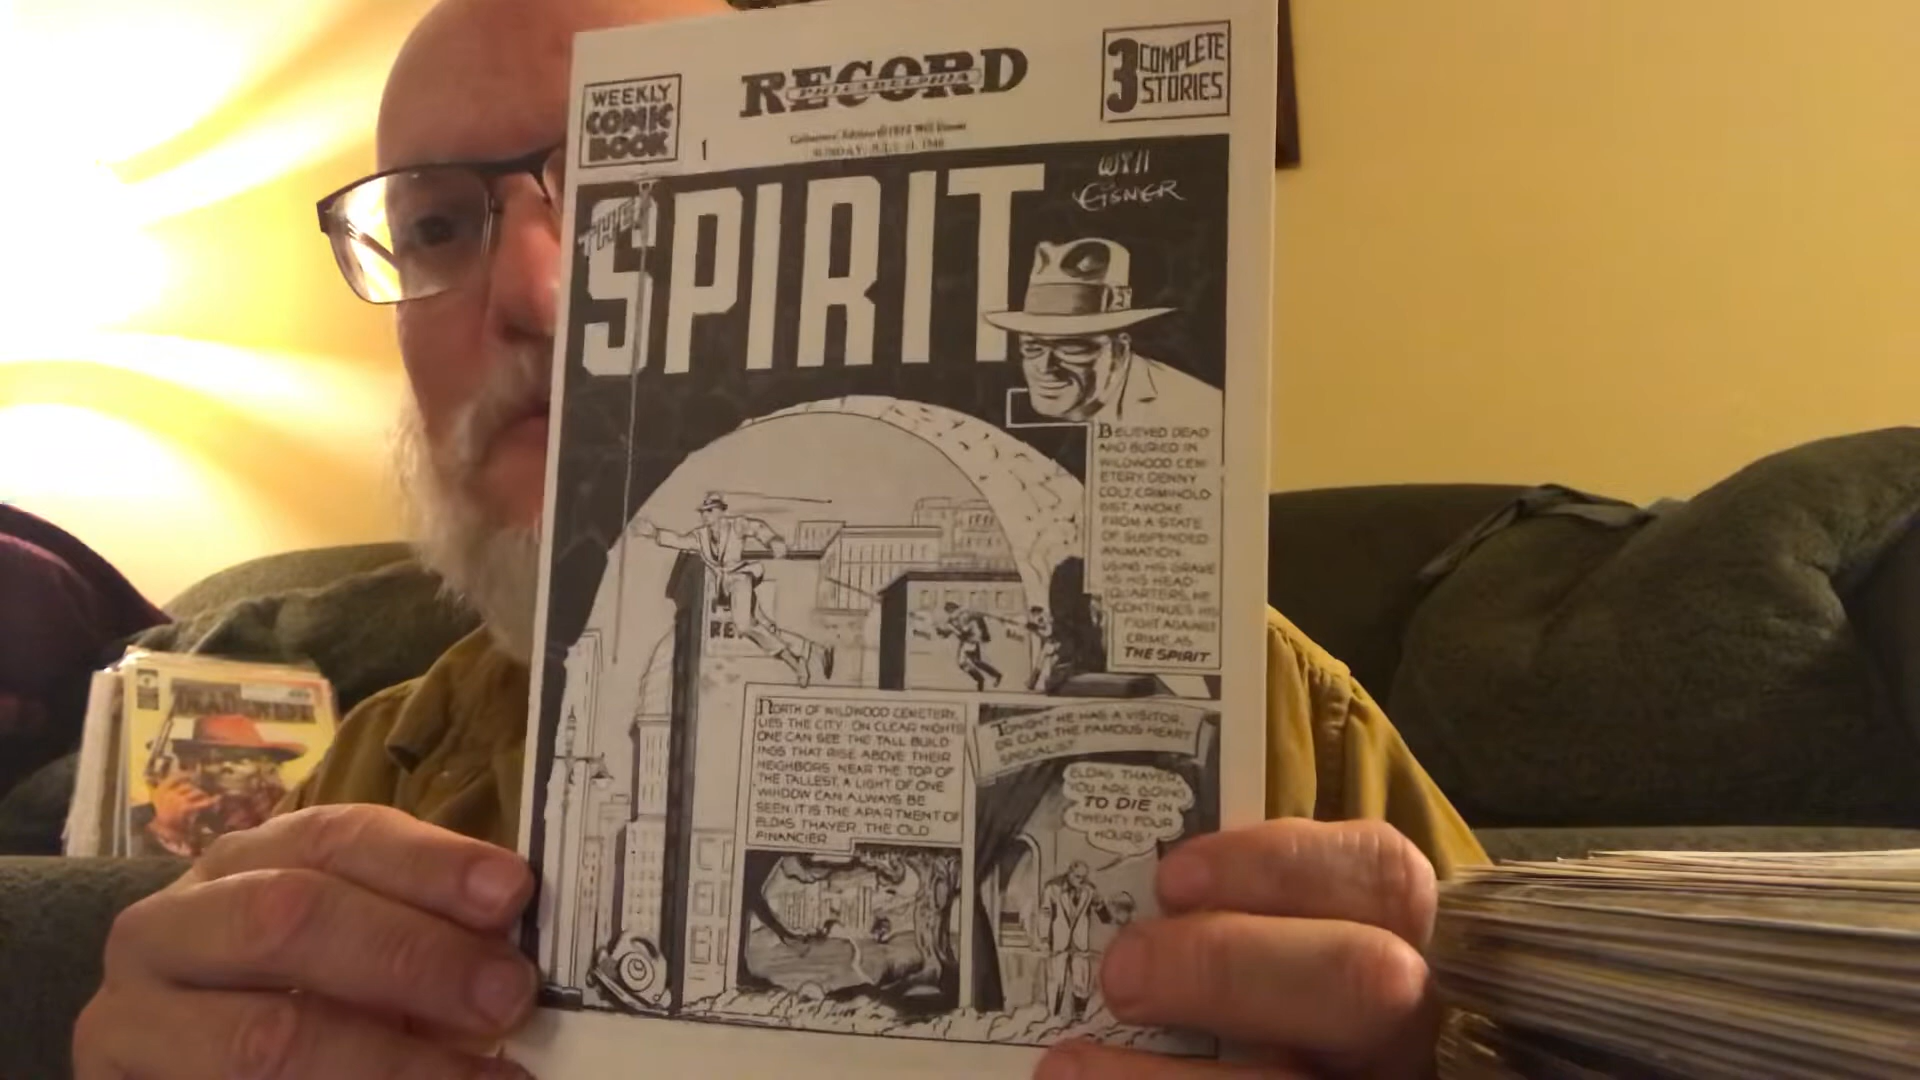 WEEKLY
COMIC
BOOK
RECORD
PHILADELPHIA
3 COMPLETE
STORIES
1
THE
SPIRIT
Will
Eisner
BELIEVED DEAD
AND BURIED IN
WILDWOOD CEM-
ETERY, DENNY
COLT, CRIMINOLO-
GIST, AWOKE
FROM A STATE
OF SUSPENDED
ANIMATION.
USING HIS GRAVE
AS HIS HEAD-
QUARTERS, HE
CONTINUES HIS
FIGHT AGAINST
CRIME AS
THE SPIRIT
NORTH OF WILDWOOD CEMETERY,
LIES THE CITY. ON CLEAR NIGHTS
ONE CAN SEE THE TALL BUILD-
INGS THAT RISE ABOVE THEIR
NEIGHBORS. NEAR THE TOP OF
THE TALLEST, A LIGHT OF ONE
WINDOW CAN ALWAYS BE
SEEN. IT IS THE APARTMENT OF
ELDAS THAYER, THE OLD
FINANCIER
TONIGHT HE HAS A VISITOR,
DR CLAY, THE FAMOUS HEART
SPECIALIST
ELDAS THAYER,
YOU ARE GOING
TO DIE IN
TWENTY FOUR
HOURS!